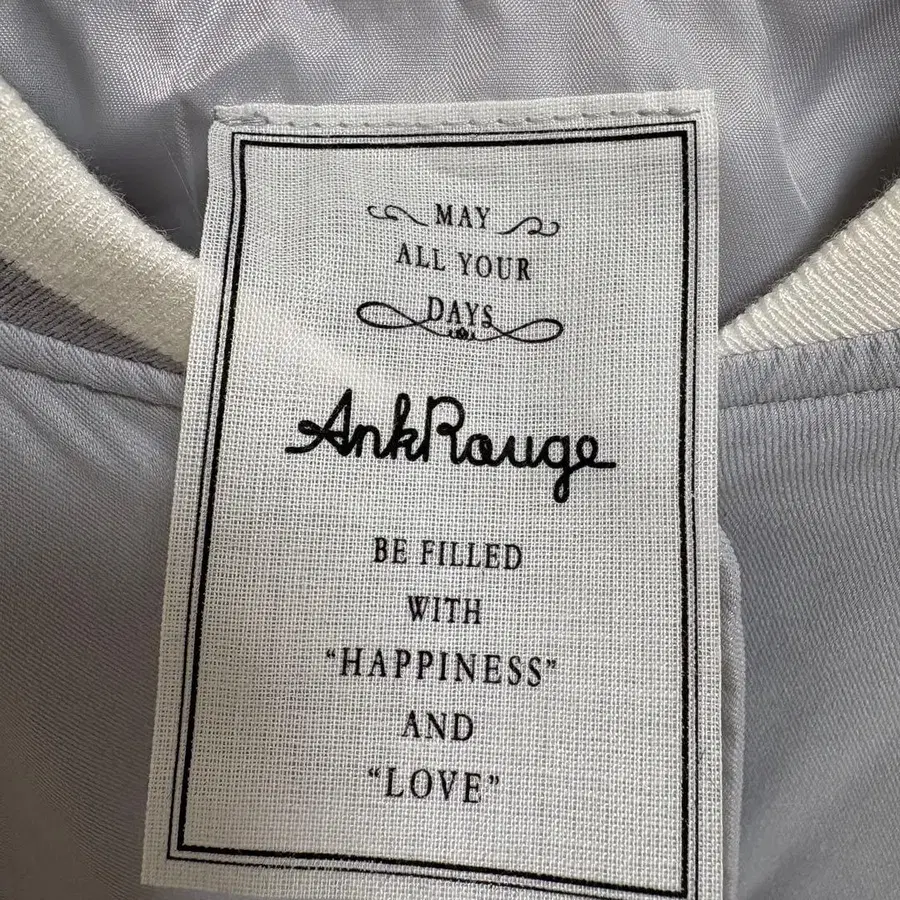 MAY
ALL YOUR
DAYS
AnkRouge
BE FILLED
WITH
“HAPPINESS”
AND
“LOVE”